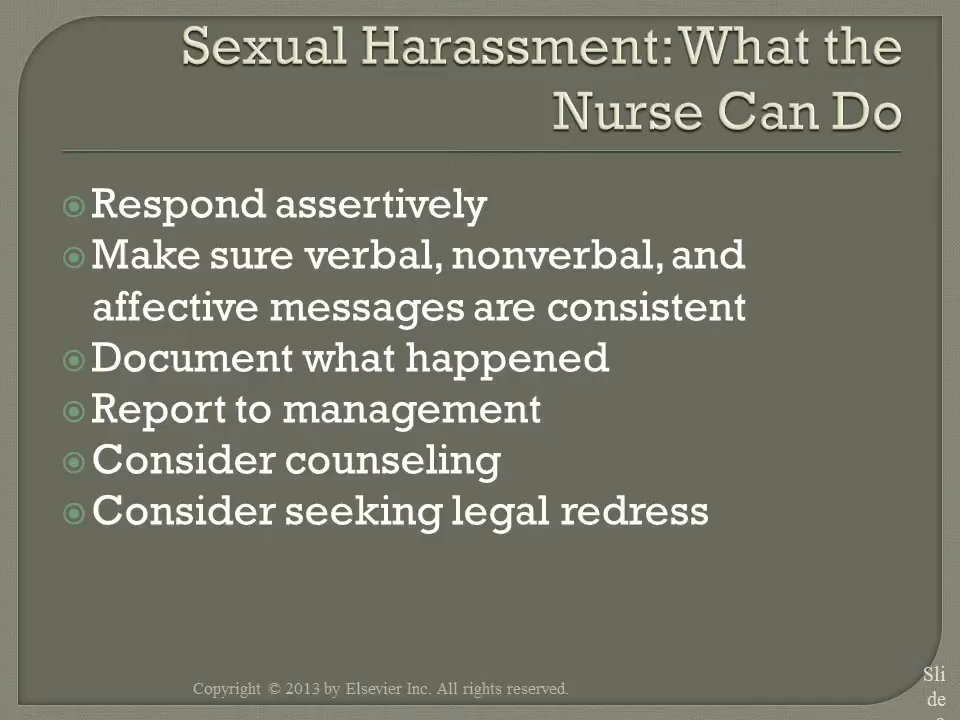 Sexual Harassment: What the
Nurse Can Do
Respond assertively
Make sure verbal, nonverbal, and
affective messages are consistent
Document what happened
Report to management
Consider counseling
Consider seeking legal redress
Copyright © 2013 by Elsevier Inc. All rights reserved.
Sli
de